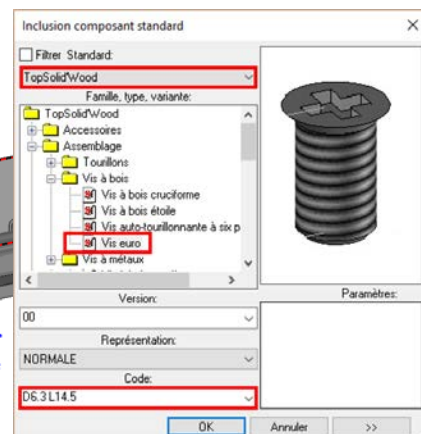 Inclusion composant standard
Filtrer Standard:
TopSolid'Wood
Famille, type, variante:
TopSolid'Wood
Accessoires
Assemblage
Tourillons
Vis à bois
Vis à bois cruciforme
Vis à bois étoile
Vis auto-tourillonnante à six p
Vis euro
Vis à métaux
Version:
Paramètres:
00
Représentation:
NORMALE
Code:
D6.3 L14.5
OK
Annuler
>>